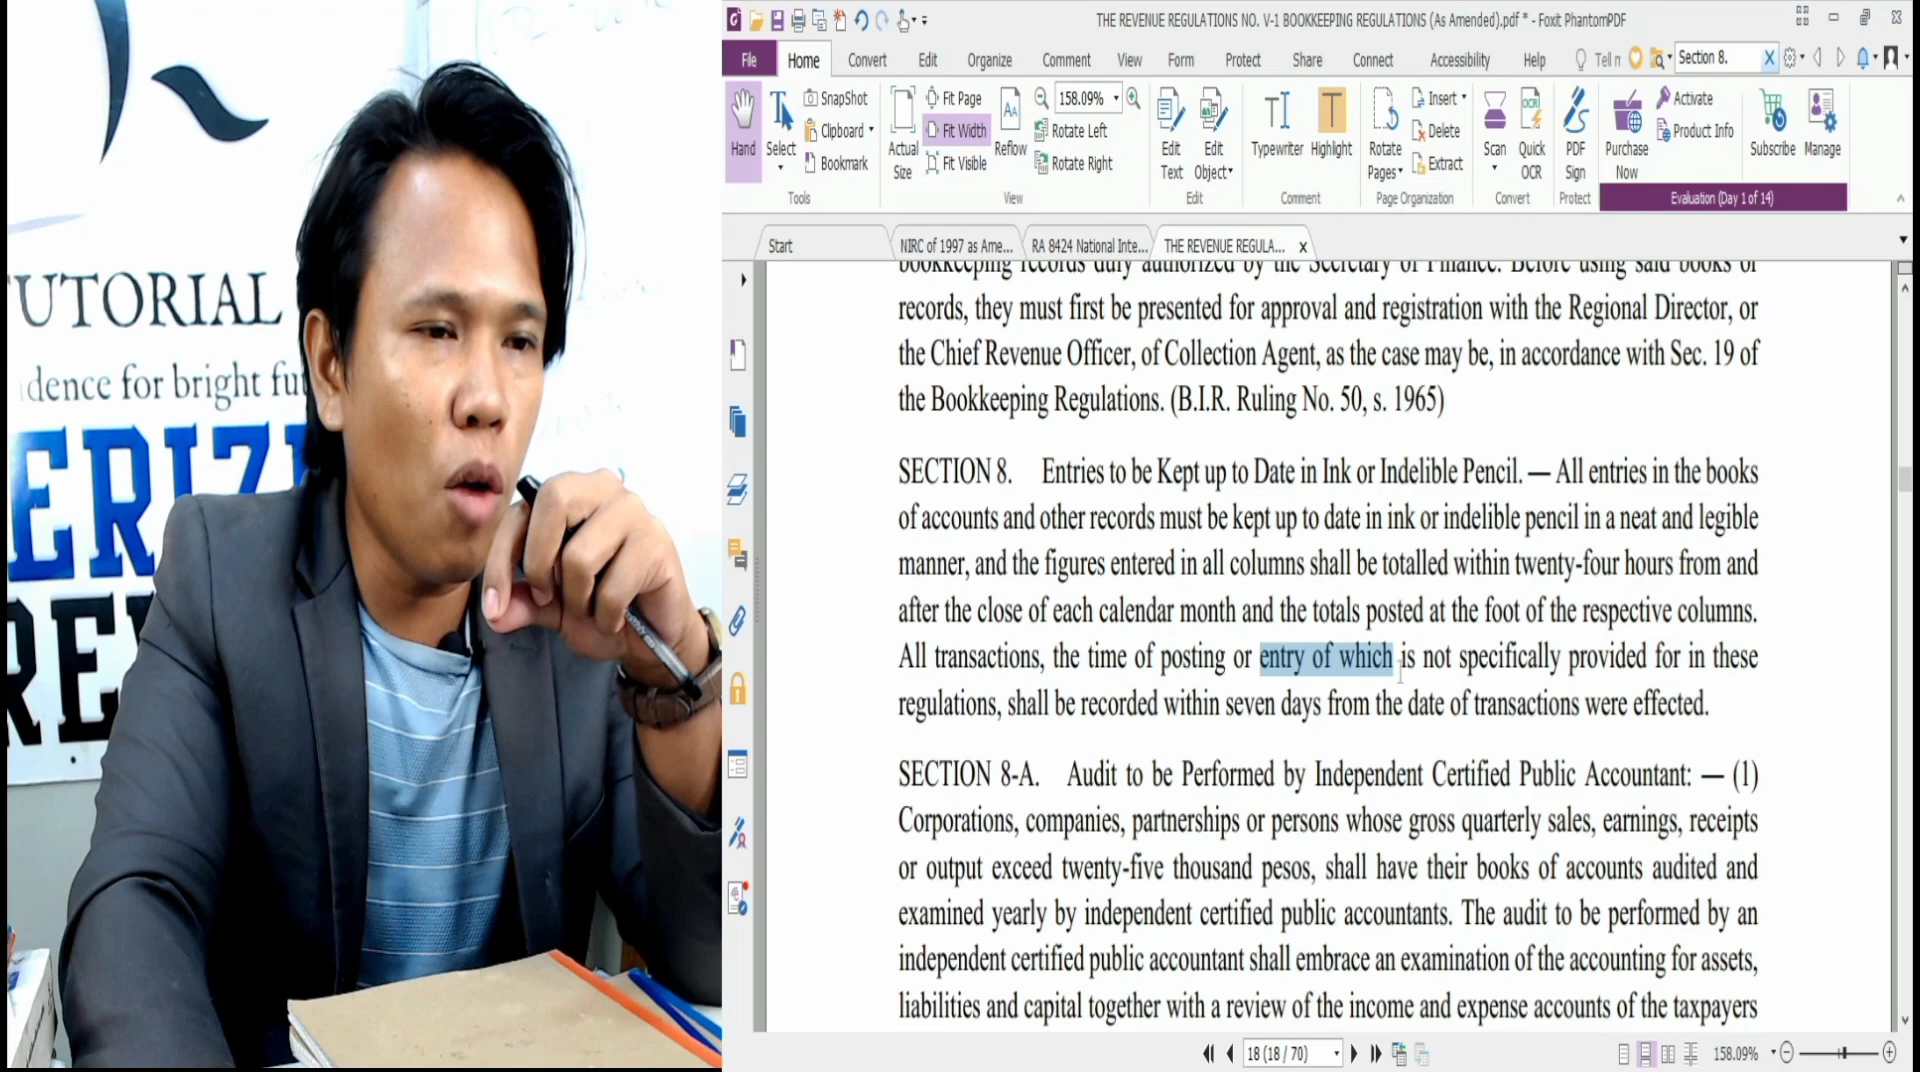 UTORIAL
dence for bright fu
ERIZ
RE
THE REVENUE REGULATIONS NO. V-1 BOOKKEEPING REGULATIONS (As Amended).pdf * - Foxit PhantomPDF
File Home Convert Edit Organize Comment View Form Protect Share Connect Accessibility Help Tell Section 8.
Hand
Select
SnapShot
Clipboard
Bookmark
Tools
Actual Size
Fit Page
Fit Width
Fit Visible
Reflow
158.09%
Rotate Left
Rotate Right
View
Edit Text
Edit Object
Edit
Typewriter
Highlight
Comment
Rotate Pages
Insert
Delete
Extract
Page Organization
Scan
Quick OCR
Convert
PDF Sign
Protect
Purchase Now
Activate
Product Info
Subscribe
Manage
Evaluation (Day 1 of 14)
Start
NIRC of 1997 as Ame...
RA 8424 National Inte...
THE REVENUE REGULA...
bookkeeping records duly authorized by the Secretary of Finance. Before using said books or
records, they must first be presented for approval and registration with the Regional Director, or
the Chief Revenue Officer, of Collection Agent, as the case may be, in accordance with Sec. 19 of
the Bookkeeping Regulations. (B.I.R. Ruling No. 50, s. 1965)
SECTION 8. Entries to be Kept up to Date in Ink or Indelible Pencil. — All entries in the books
of accounts and other records must be kept up to date in ink or indelible pencil in a neat and legible
manner, and the figures entered in all columns shall be totalled within twenty-four hours from and
after the close of each calendar month and the totals posted at the foot of the respective columns.
All transactions, the time of posting or entry of which is not specifically provided for in these
regulations, shall be recorded within seven days from the date of transactions were effected.
SECTION 8-A. Audit to be Performed by Independent Certified Public Accountant: — (1)
Corporations, companies, partnerships or persons whose gross quarterly sales, earnings, receipts
or output exceed twenty-five thousand pesos, shall have their books of accounts audited and
examined yearly by independent certified public accountants. The audit to be performed by an
independent certified public accountant shall embrace an examination of the accounting for assets,
liabilities and capital together with a review of the income and expense accounts of the taxpayers
18 (18 / 70)
158.09%